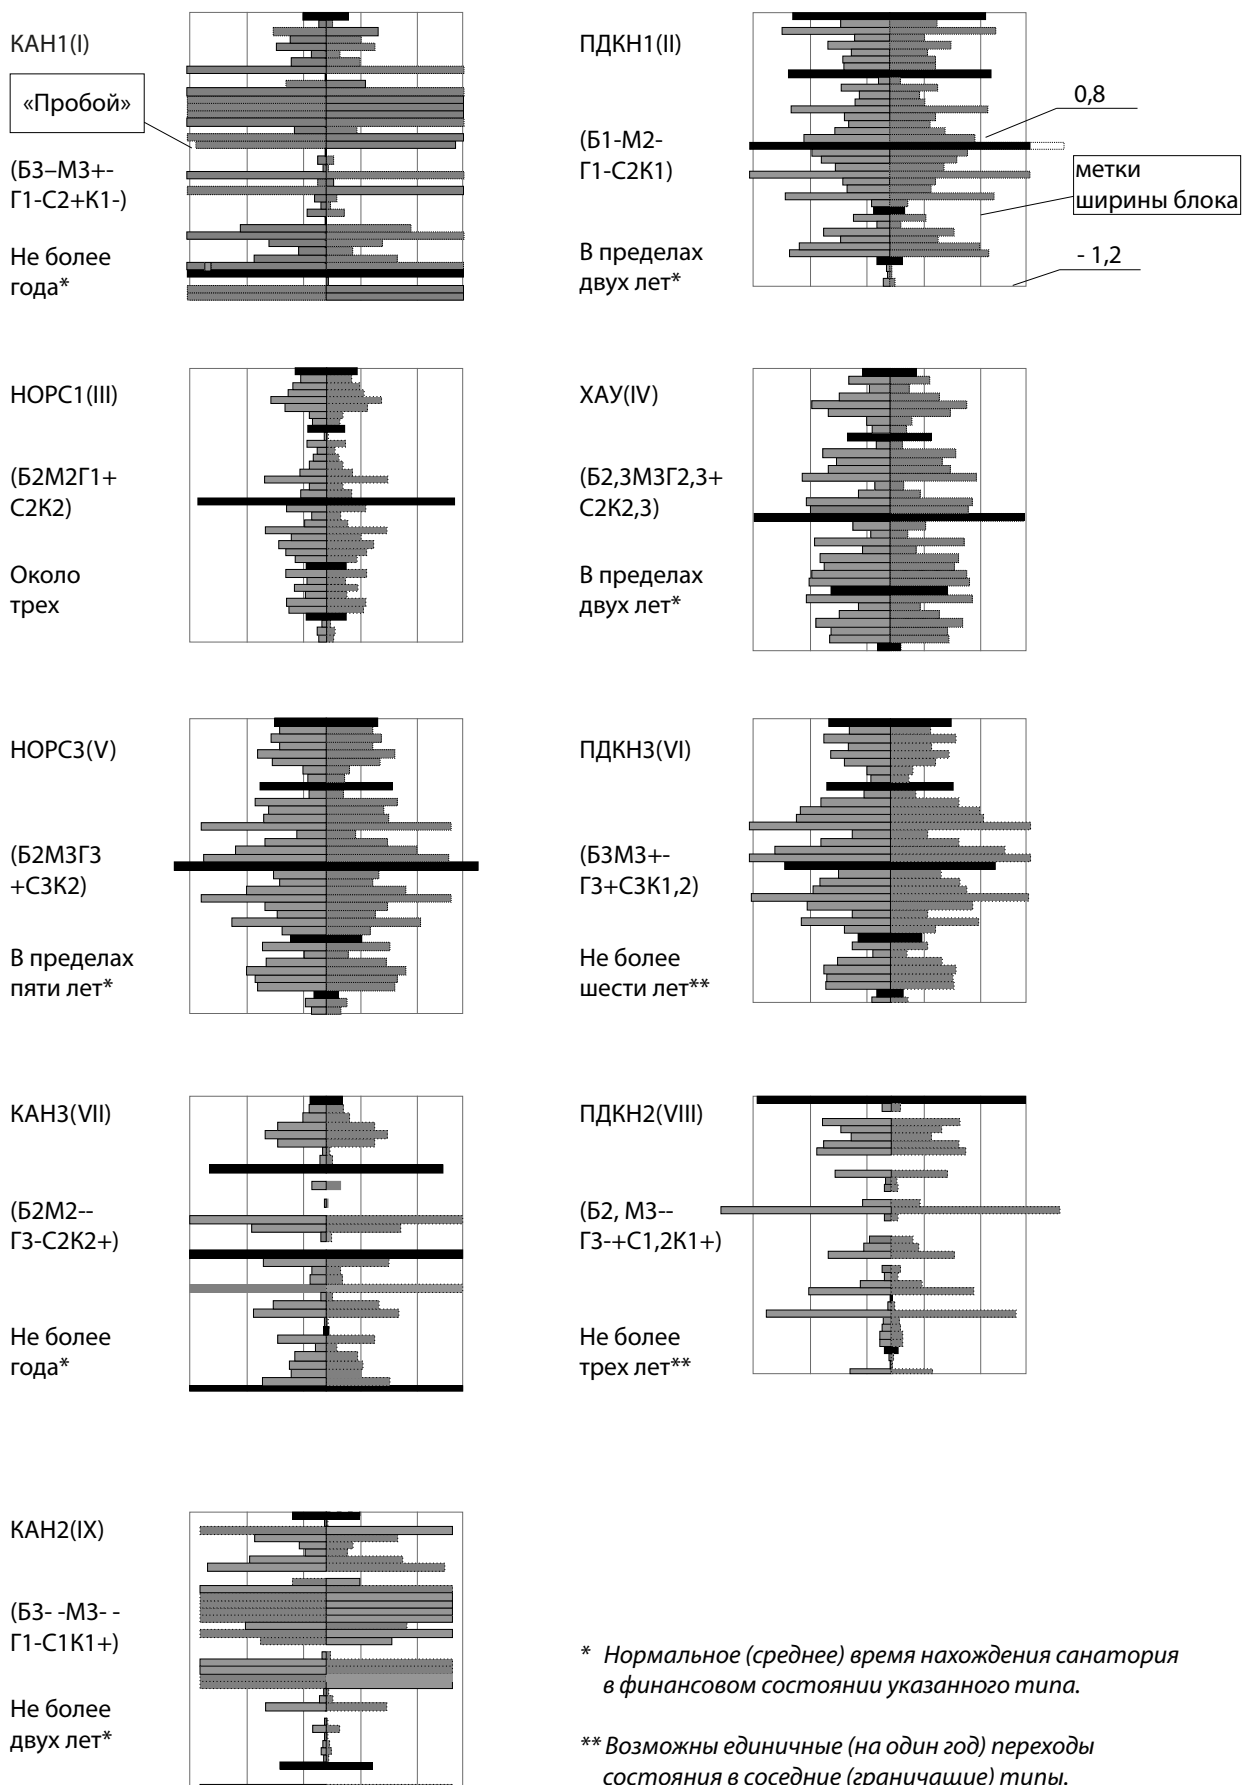 КАН1(I)
«Пробой»
(Б3–М3+-
Г1-С2+К1-)
Не более
года*
ПДКН1(II)
(Б1-М2-
Г1-С2К1)
В пределах
двух лет*
0,8
метки
ширины блока
- 1,2
НОРС1(III)
(Б2М2Г1+
С2К2)
Около
трех
ХАУ(IV)
(Б2,3М3Г2,3+
С2К2,3)
В пределах
двух лет*
НОРС3(V)
(Б2М3Г3
+С3К2)
В пределах
пяти лет*
ПДКН3(VI)
(Б3М3+-
Г3+С3К1,2)
Не более
шести лет**
КАН3(VII)
(Б2М2--
Г3-С2К2+)
Не более
года*
ПДКН2(VIII)
(Б2, М3--
Г3-+С1,2К1+)
Не более
трех лет**
КАН2(IX)
(Б3- -М3- -
Г1-С1К1+)
Не более
двух лет*
* Нормальное (среднее) время нахождения санатория
в финансовом состоянии указанного типа.
** Возможны единичные (на один год) переходы
состояния в соседние (граничащие) типы.